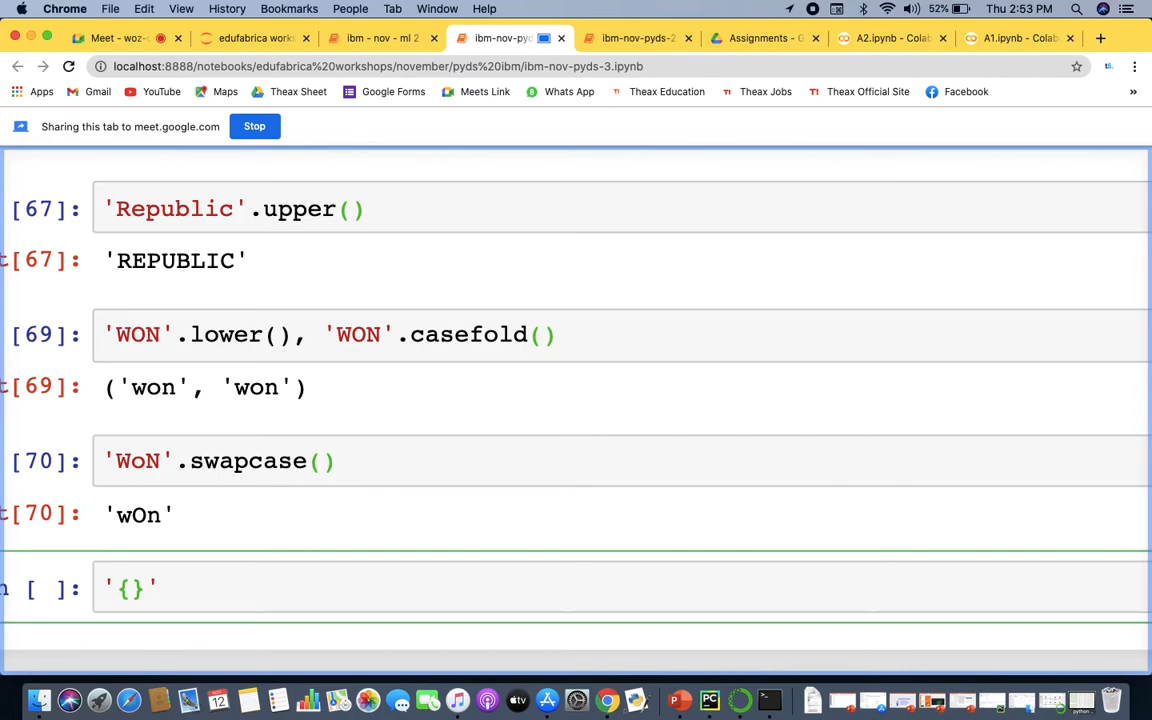 Chrome File Edit View History Bookmarks People Tab Window Help 52% Thu 2:53 PM
Meet - woz- edufabrica works ibm - nov - ml 2 ibm-nov-pyd ibm-nov-pyds-2 Assignments - G A2.ipynb - Colab A1.ipynb - Colab
localhost:8888/notebooks/edufabrica%20workshops/november/pyds%20ibm/ibm-nov-pyds-3.ipynb
Apps Gmail YouTube Maps Theax Sheet Google Forms Meets Link Whats App Theax Education Theax Jobs Theax Official Site Facebook »
Sharing this tab to meet.google.com Stop
[67]: 'Republic'.upper()
t[67]: 'REPUBLIC'
[69]: 'WON'.lower(), 'WON'.casefold()
t[69]: ('won', 'won')
[70]: 'WoN'.swapcase()
t[70]: 'wOn'
n [ ]: '{}'